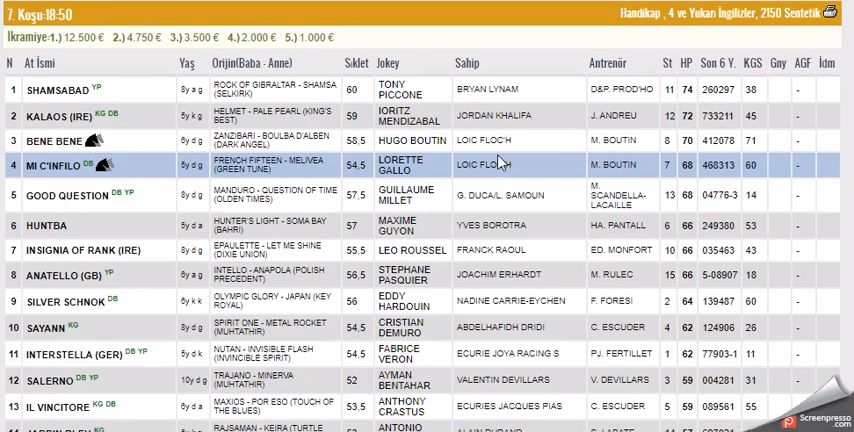 7. Koşu:18-50 Handikap , 4 ve Yukarı İngilizler, 2150 Sentetik
İkramiye:1.) 12.500 € 2.) 4.750 € 3.) 3.500 € 4.) 2.000 € 5.) 1.000 €
N At İsmi Yaş Orijin(Baba - Anne) Sıklet Jokey Sahip Antrenör St HP Son 6 Y. KGS Gny AGF İdm
1 SHAMSABAD YP 8y a g ROCK OF GIBRALTAR - SHAMSA (SELKIRK) 60 TONY PICCONE BRYAN LYNAM D&P. PROD'HO 11 74 260297 38 -
2 KALAOS (IRE) KG DB 5y k g HELMET - PALE PEARL (KING'S BEST) 59 IORITZ MENDIZABAL JORDAN KHALIFA J. ANDREU 12 72 733211 45 -
3 BENE BENE 6y d g ZANZIBARI - BOULBA D'ALBEN (DARK ANGEL) 58,5 HUGO BOUTIN LOIC FLOC'H M. BOUTIN 8 70 412078 71 -
4 MI C'INFILO DB 5y d g FRENCH FIFTEEN - MELIVEA (GREEN TUNE) 54,5 LORETTE GALLO LOIC FLOC'H M. BOUTIN 7 68 468313 60 -
5 GOOD QUESTION DB YP 8y d g MANDURO - QUESTION OF TIME (OLDEN TIMES) 57,5 GUILLAUME MILLET G. DUCA/L. SAMOUN M. SCANDELLA-LACAILLE 13 68 04776-3 14 -
6 HUNTBA 5y d a HUNTER'S LIGHT - SOMA BAY (BAHRI) 57 MAXIME GUYON YVES BOROTRA HA. PANTALL 6 66 249380 53 -
7 INSIGNIA OF RANK (IRE) 8y d g EPAULETTE - LET ME SHINE (DIXIE UNION) 55,5 LEO ROUSSEL FRANCK RAOUL ED. MONFORT 10 66 035463 43 -
8 ANATELLO (GB) YP 6y a g INTELLO - ANAPOLA (POLISH PRECEDENT) 56,5 STEPHANE PASQUIER JOACHIM ERHARDT M. RULEC 15 66 5-08907 18 -
9 SILVER SCHNOK DB 6y k k OLYMPIC GLORY - JAPAN (KEY ROYAL) 56 EDDY HARDOUIN NADINE CARRIE-EYCHEN F. FORESI 2 64 139487 60 -
10 SAYANN KG 8y d g SPIRIT ONE - METAL ROCKET (MUHTATHIR) 54,5 CRISTIAN DEMURO ABDELHAFIDH DRIDI C. ESCUDER 4 62 124906 26 -
11 INTERSTELLA (GER) DB YP 5y d k NUTAN - INVISIBLE FLASH (INVINCIBLE SPIRIT) 54,5 FABRICE VERON ECURIE JOYA RACING S PJ. FERTILLET 1 62 77903-1 11 -
12 SALERNO DB YP 10y d g TRAJANO - MINERVA (MUHTATHIR) 52 AYMAN BENTAHAR VALENTIN DEVILLARS V. DEVILLARS 3 59 004281 31 -
13 IL VINCITORE KG DB 6y d a MAXIOS - POR ESO (TOUCH OF THE BLUES) 53,5 ANTHONY CRASTUS ECURIES JACQUES PIAS C. ESCUDER 5 59 089561 55
RAJSAMAN - KEIRA (TURTLE ANTONIO
Screenpresso
.com